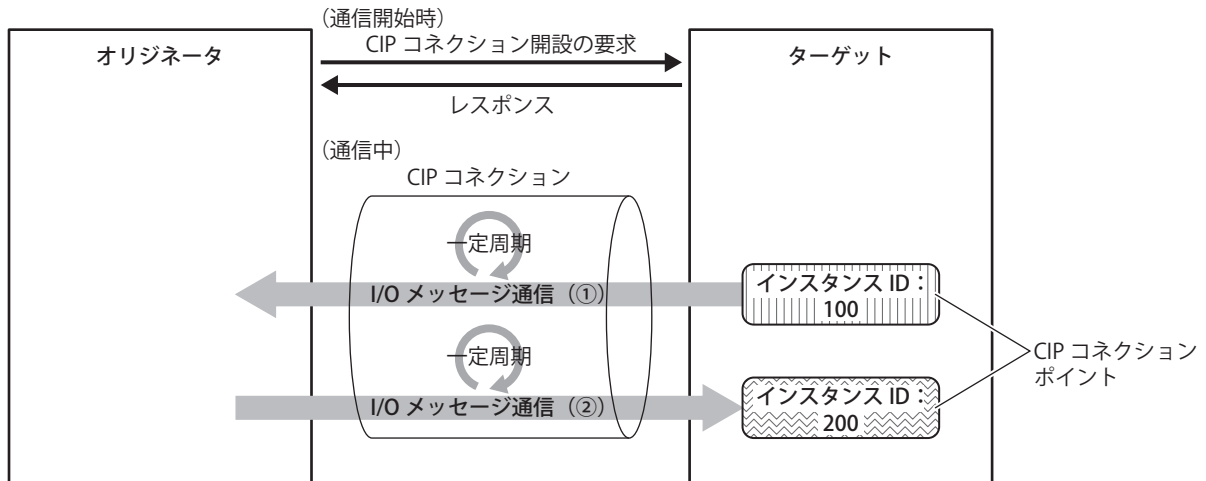 （通信開始時）
オリジネータ
CIP コネクション開設の要求
ターゲット
レスポンス
（通信中）
CIP コネクション
一定周期
I/O メッセージ通信（①）
インスタンス ID：
100
一定周期
I/O メッセージ通信（②）
インスタンス ID：
200
CIP コネクション
ポイント